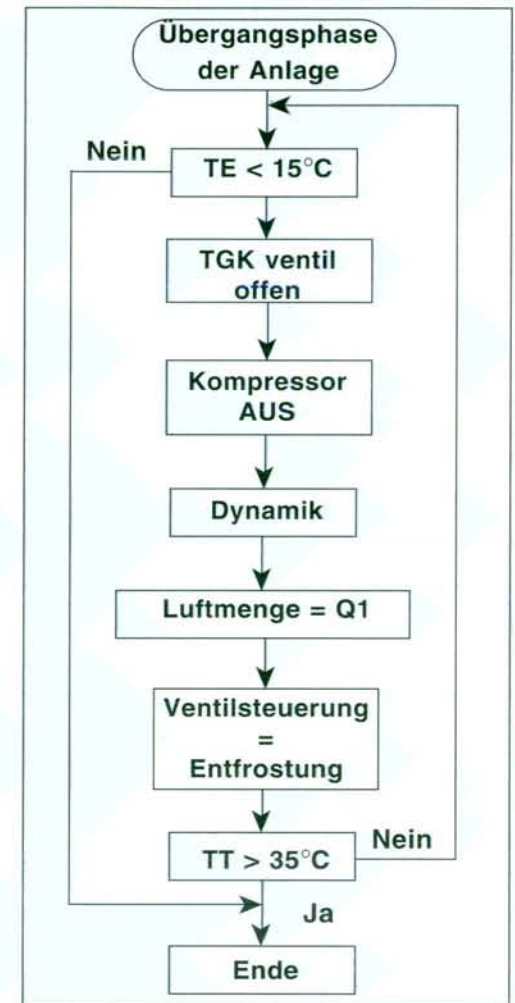 Übergangsphase
der Anlage
Nein
TE < 15°C
TGK ventil
offen
Kompressor
AUS
Dynamik
Luftmenge = Q1
Ventilsteuerung
=
Entfrostung
TT > 35°C
Nein
Ja
Ende